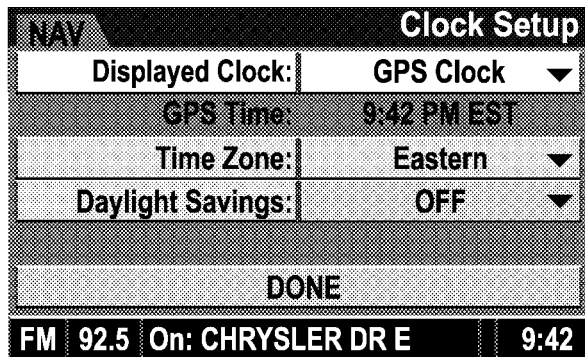 NAV Clock Setup
Displayed Clock: GPS Clock
GPS Time: 9:42 PM EST
Time Zone: Eastern
Daylight Savings: OFF
DONE
FM 92.5 On: CHRYSLER DR E 9:42